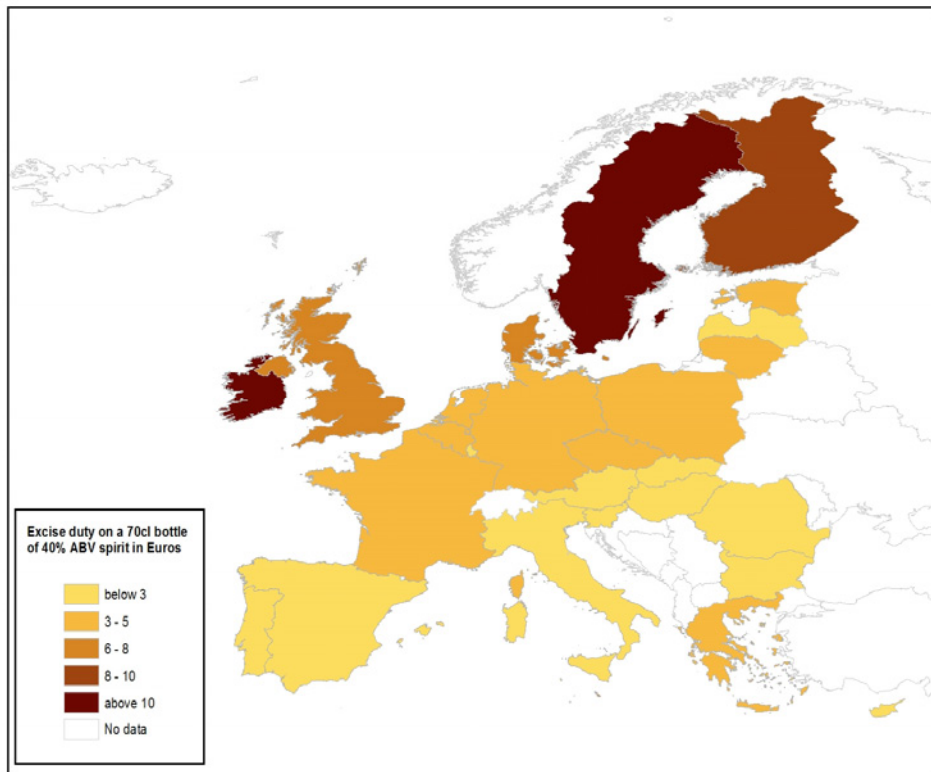 Excise duty on a 70cl bottle
of 40% ABV spirit in Euros
below 3
3 - 5
6 - 8
8 - 10
above 10
No data